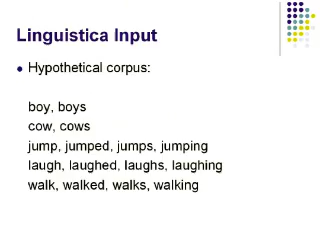 Linguistica Input
Hypothetical corpus:
boy, boys
cow, cows
jump, jumped, jumps, jumping
laugh, laughed, laughs, laughing
walk, walked, walks, walking